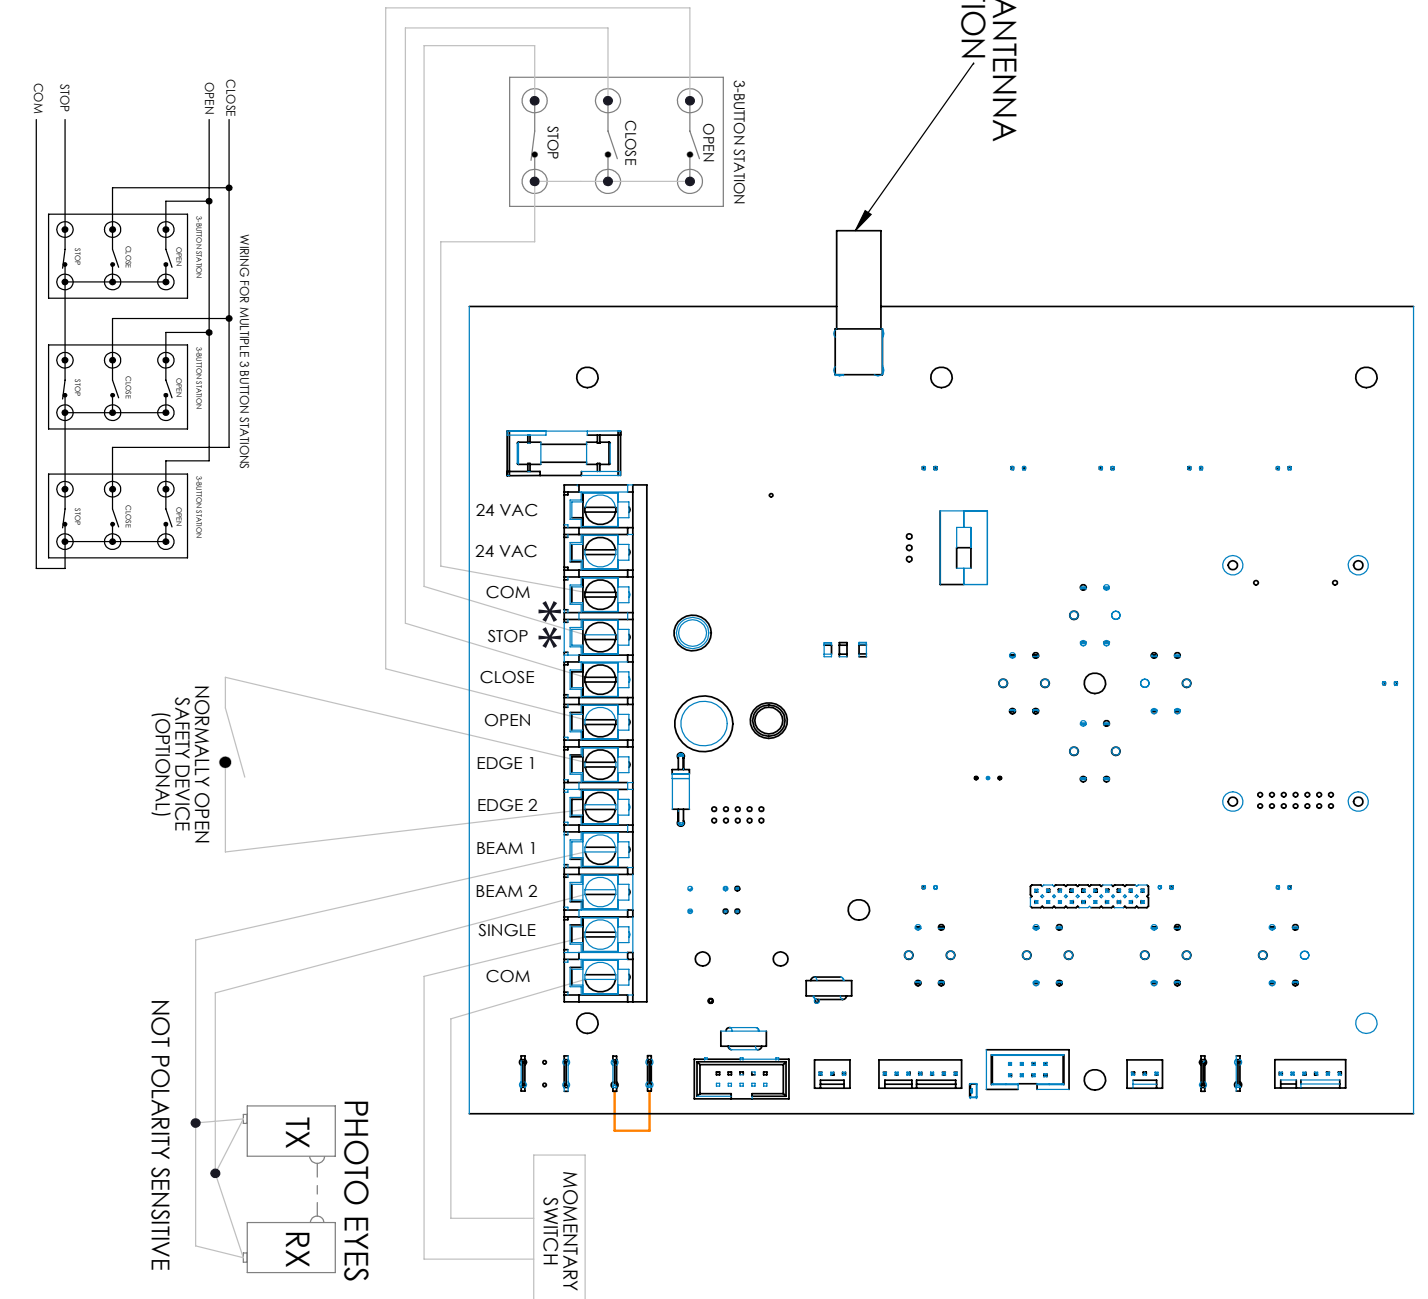 ANTENNA
TION
3-BUTTON STATION
OPEN
CLOSE
STOP
CLOSE
OPEN
STOP
COM
WIRING FOR MULTIPLE 3 BUTTON STATIONS
3-BUTTON STATION
OPEN
CLOSE
STOP
3-BUTTON STATION
OPEN
CLOSE
STOP
3-BUTTON STATION
OPEN
CLOSE
STOP
24 VAC
24 VAC
COM *
STOP *
CLOSE
OPEN
EDGE 1
EDGE 2
BEAM 1
BEAM 2
SINGLE
COM
NORMALLY OPEN
SAFETY DEVICE
(OPTIONAL)
PHOTO EYES
TX
RX
NOT POLARITY SENSITIVE
MOMENTARY
SWITCH